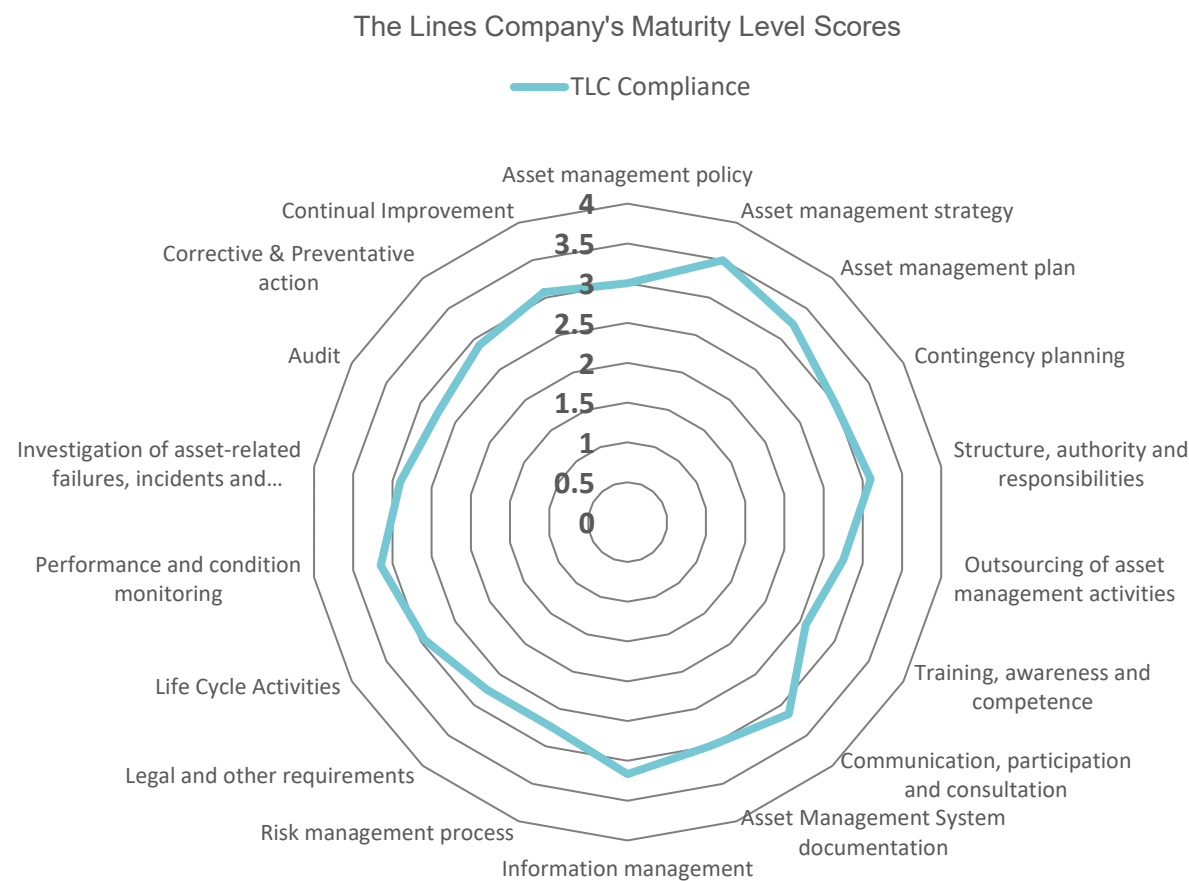 The Lines Company's Maturity Level Scores
TLC Compliance
Asset management policy
Asset management strategy
Asset management plan
Contingency planning
Structure, authority and
responsibilities
Outsourcing of asset
management activities
Training, awareness and
competence
Communication, participation
and consultation
Asset Management System
documentation
Information management
Risk management process
Legal and other requirements
Life Cycle Activities
Performance and condition
monitoring
Investigation of asset-related
failures, incidents and...
Audit
Corrective & Preventative
action
Continual Improvement
4
3.5
3
2.5
2
1.5
1
0.5
0